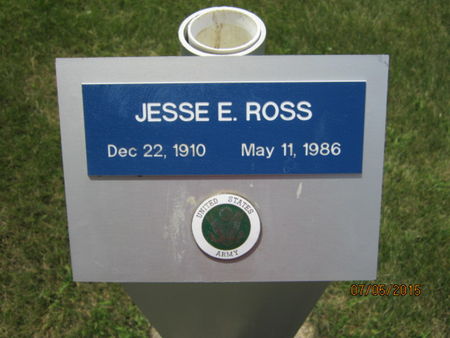 JESSE E. ROSS
Dec 22, 1910 May 11, 1986
UNITED STATES
ARMY
07/05/2015